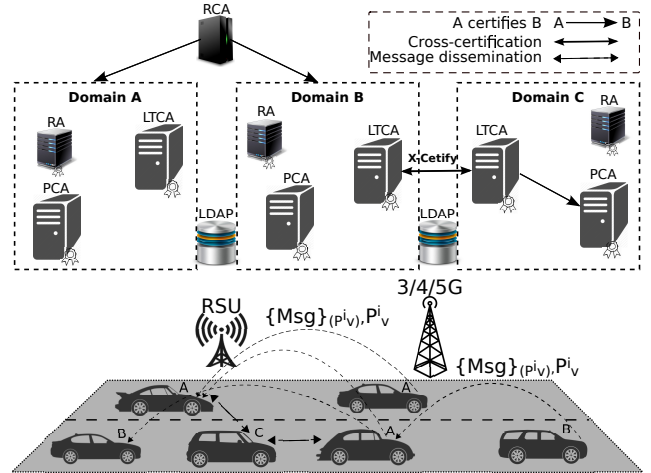 RCA
A certifies B A B
Cross-certification
Message dissemination
Domain A
Domain B
Domain C
RA
LTCA
PCA
RA
LTCA
PCA
X-Cetify
LTCA
RA
PCA
LDAP
LDAP
RSU
{Msg}(Piv),Piv
3/4/5G
{Msg}(Piv),Piv
A
A
B
C
A
B